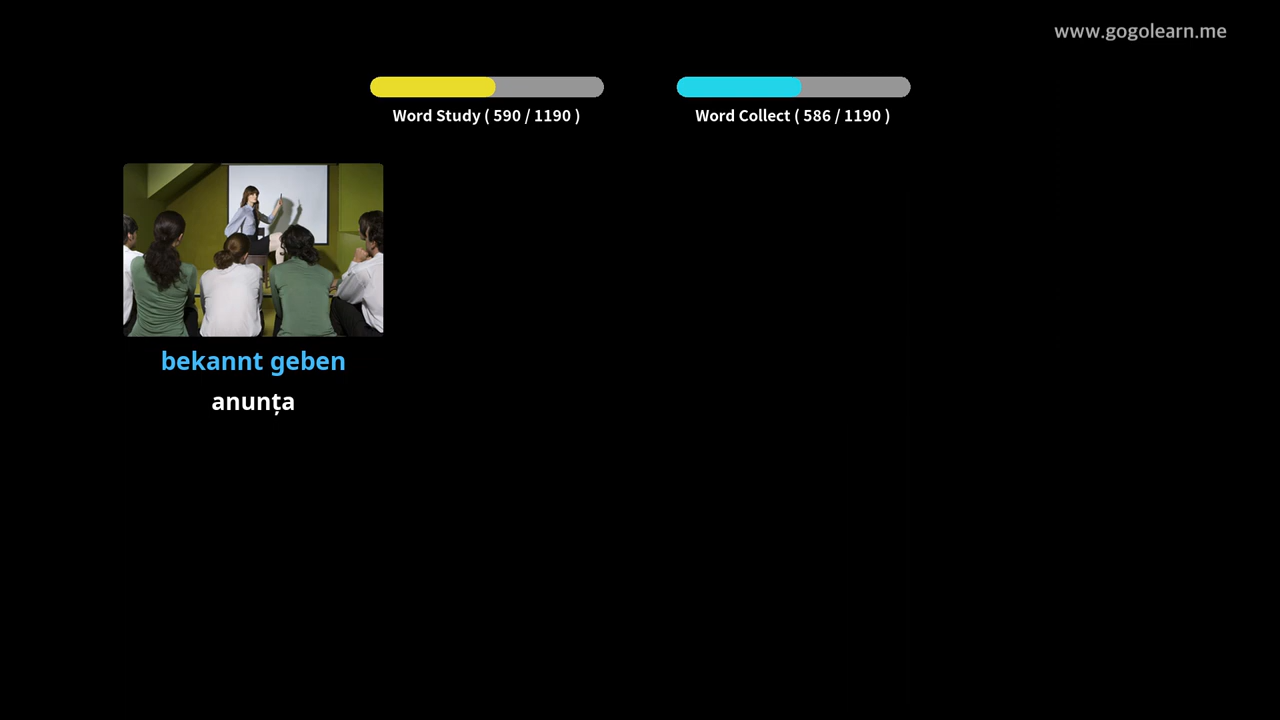 www.gogolearn.me
Word Study ( 590 / 1190 )
Word Collect ( 586 / 1190 )
bekannt geben
anunța